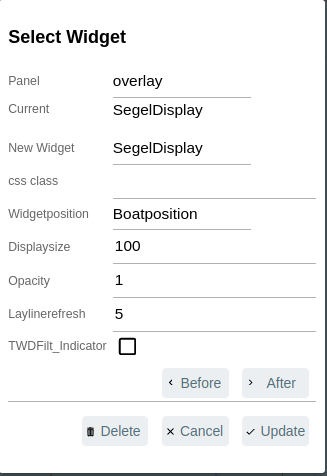 Select Widget
Panel overlay
Current SegelDisplay
New Widget SegelDisplay
css class
Widgetposition Boatposition
Displaysize 100
Opacity 1
Laylinerefresh 5
TWDFilt_Indicator
Before After
Delete Cancel Update